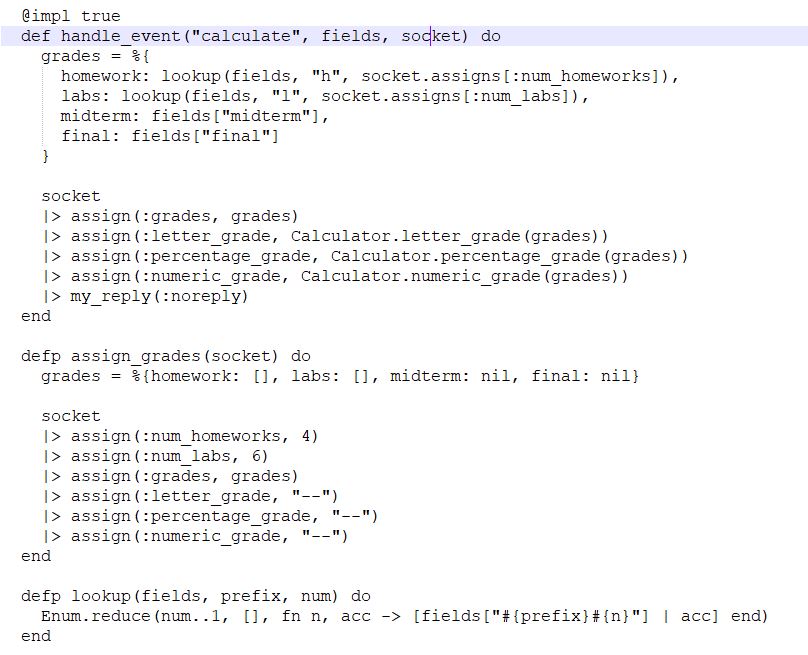 @impl true
def handle_event("calculate", fields, socket) do
  grades = %{
    homework: lookup(fields, "h", socket.assigns[:num_homeworks]),
    labs: lookup(fields, "l", socket.assigns[:num_labs]),
    midterm: fields["midterm"],
    final: fields["final"]
  }

  socket
  |> assign(:grades, grades)
  |> assign(:letter_grade, Calculator.letter_grade(grades))
  |> assign(:percentage_grade, Calculator.percentage_grade(grades))
  |> assign(:numeric_grade, Calculator.numeric_grade(grades))
  |> my_reply(:noreply)
end

defp assign_grades(socket) do
  grades = %{homework: [], labs: [], midterm: nil, final: nil}

  socket
  |> assign(:num_homeworks, 4)
  |> assign(:num_labs, 6)
  |> assign(:grades, grades)
  |> assign(:letter_grade, "--")
  |> assign(:percentage_grade, "--")
  |> assign(:numeric_grade, "--")
end

defp lookup(fields, prefix, num) do
  Enum.reduce(num..1, [], fn n, acc -> [fields["#{prefix}#{n}"] | acc] end)
end